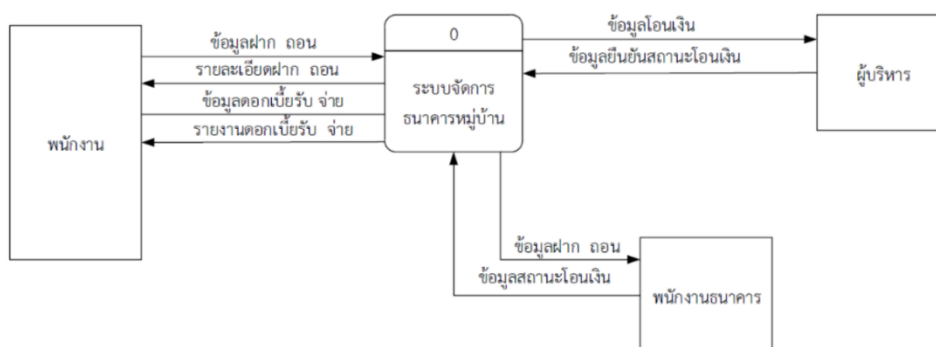 พนักงาน
ข้อมูลฝาก ถอน
รายละเอียดฝาก ถอน
ข้อมูลดอกเบี้ยรับ จ่าย
รายงานดอกเบี้ยรับ จ่าย
0
ระบบจัดการ
ธนาคารหมู่บ้าน
ข้อมูลโอนเงิน
ข้อมูลยืนยันสถานะโอนเงิน
ผู้บริหาร
ข้อมูลฝาก ถอน
ข้อมูลสถานะโอนเงิน
พนักงานธนาคาร